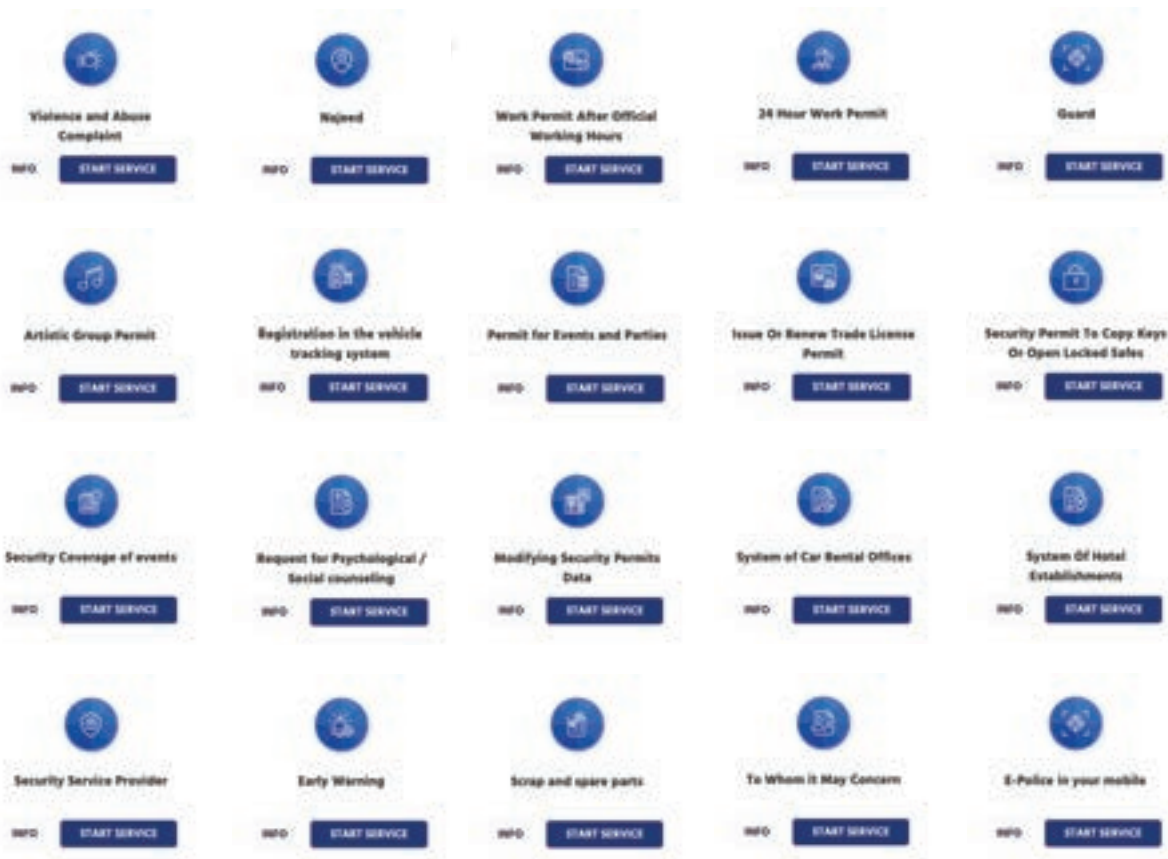 Violence and Abuse
Complaint
INFO START SERVICE
Najeed
INFO START SERVICE
Work Permit After Official
Working Hours
INFO START SERVICE
24 Hour Work Permit
INFO START SERVICE
Guard
INFO START SERVICE
Artistic Group Permit
INFO START SERVICE
Registration in the vehicle
tracking system
INFO START SERVICE
Permit for Events and Parties
INFO START SERVICE
Issue Or Renew Trade License
Permit
INFO START SERVICE
Security Permit To Copy Keys
Or Open Locked Safes
INFO START SERVICE
Security Coverage of events
INFO START SERVICE
Request for Psychological /
Social counseling
INFO START SERVICE
Modifying Security Permits
Data
INFO START SERVICE
System of Car Rental Offices
INFO START SERVICE
System Of Hotel
Establishments
INFO START SERVICE
Security Service Provider
INFO START SERVICE
Early Warning
INFO START SERVICE
Scrap and spare parts
INFO START SERVICE
To Whom it May Concern
INFO START SERVICE
E-Police in your mobile
INFO START SERVICE